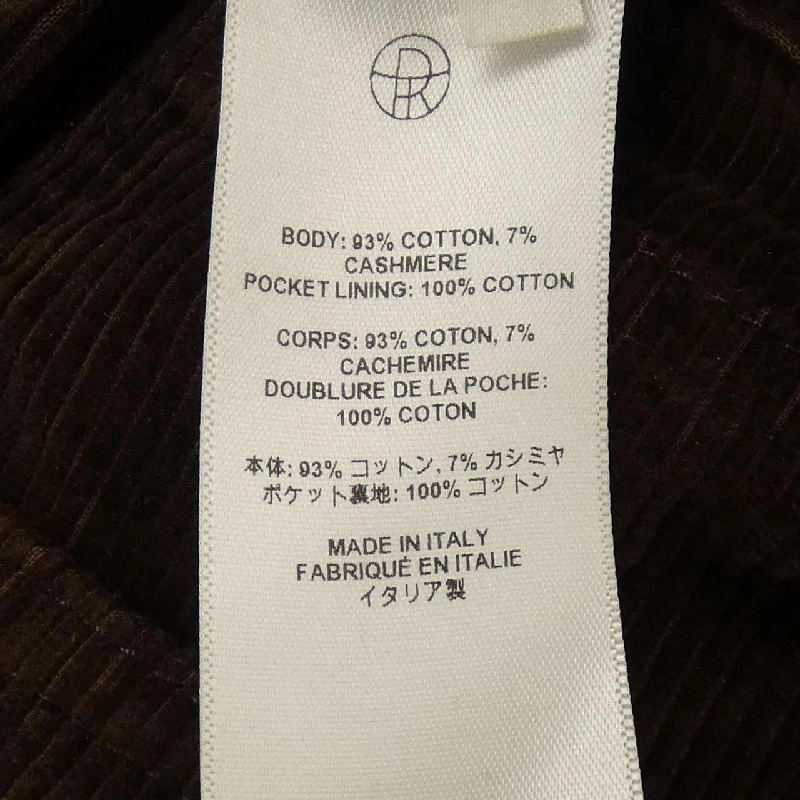 BODY: 93% COTTON, 7%
CASHMERE
POCKET LINING: 100% COTTON
CORPS: 93% COTON, 7%
CACHEMIRE
DOUBLURE DE LA POCHE:
100% COTON
本体: 93% コットン, 7% カシミヤ
ポケット裏地: 100% コットン
MADE IN ITALY
FABRIQUÉ EN ITALIE
イタリア製